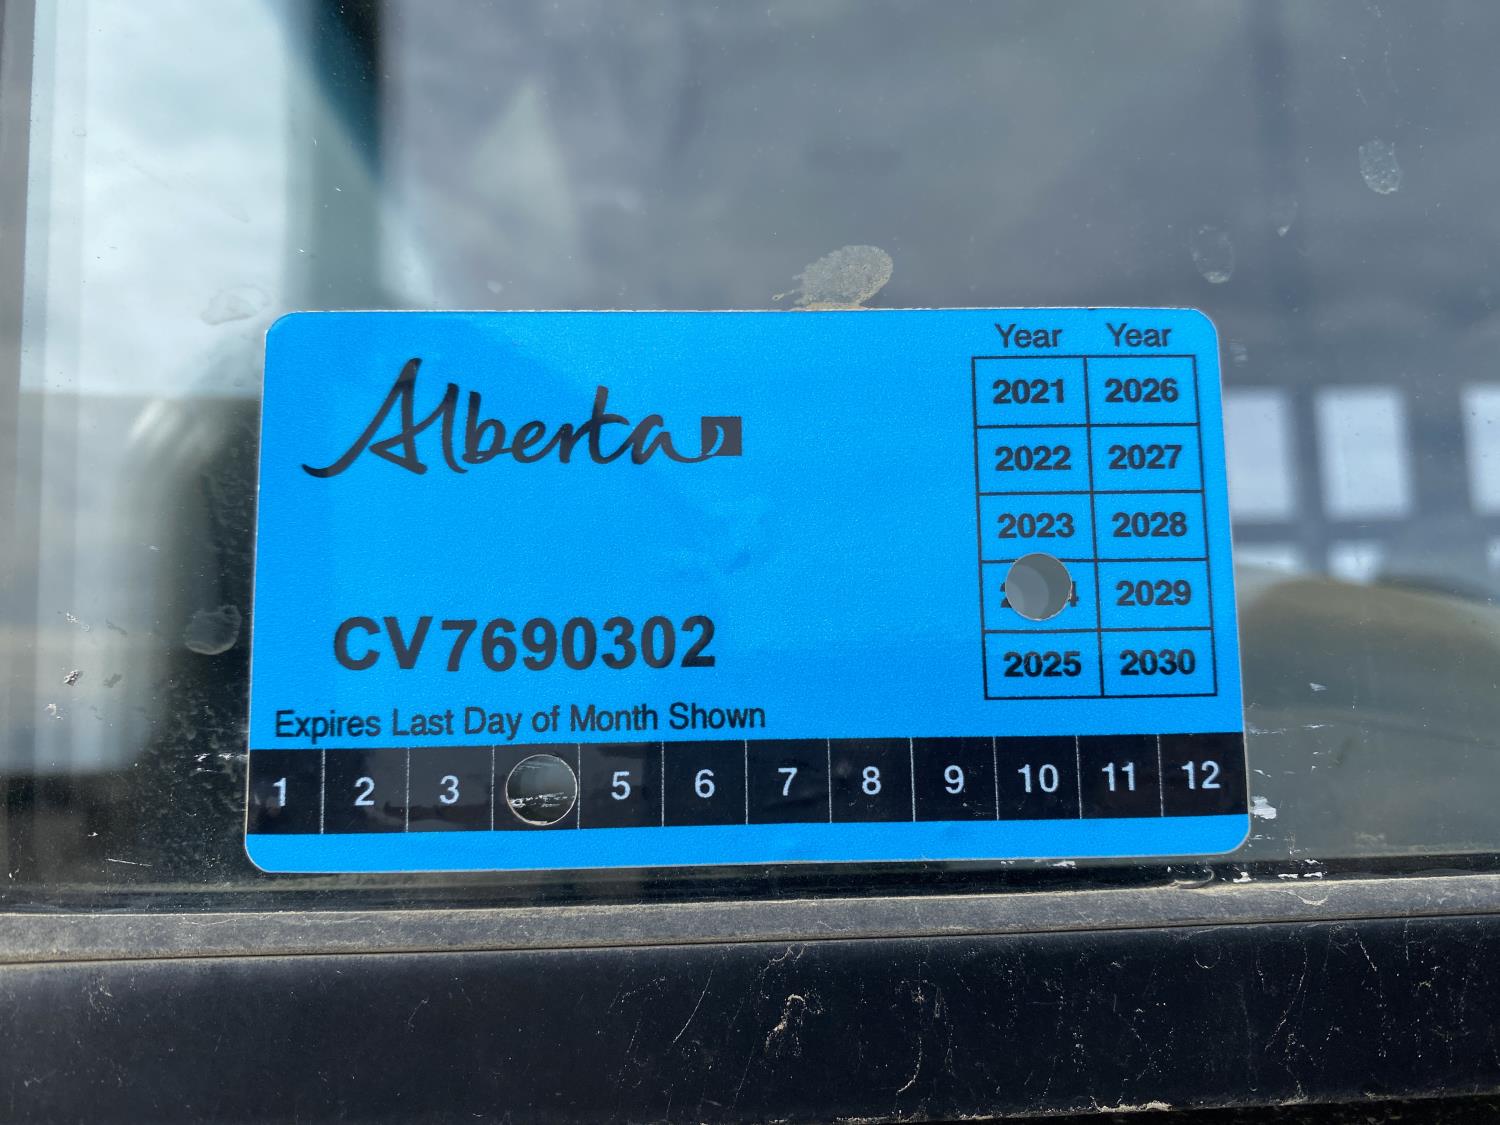 Alberta
Year Year
2021 2026
2022 2027
2023 2028
2029
2025 2030
CV7690302
Expires Last Day of Month Shown
1 2 3 5 6 7 8 9 10 11 12